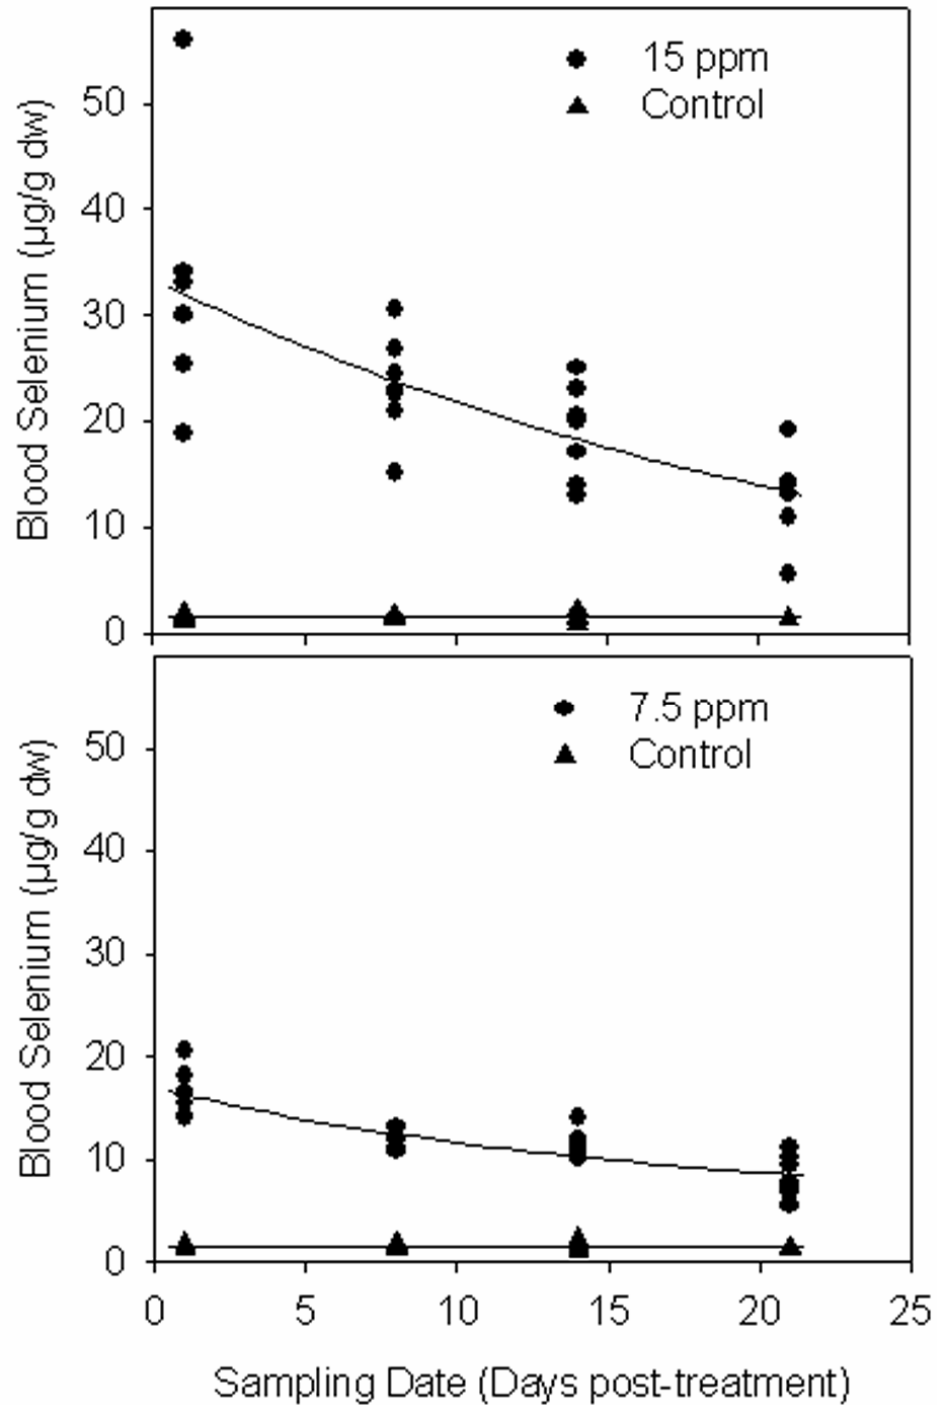 15 ppm
Control
50
40
30
20
10
0
Blood Selenium (µg/g dw)
7.5 ppm
Control
50
40
30
20
10
0
Blood Selenium (µg/g dw)
0 5 10 15 20 25
Sampling Date (Days post-treatment)